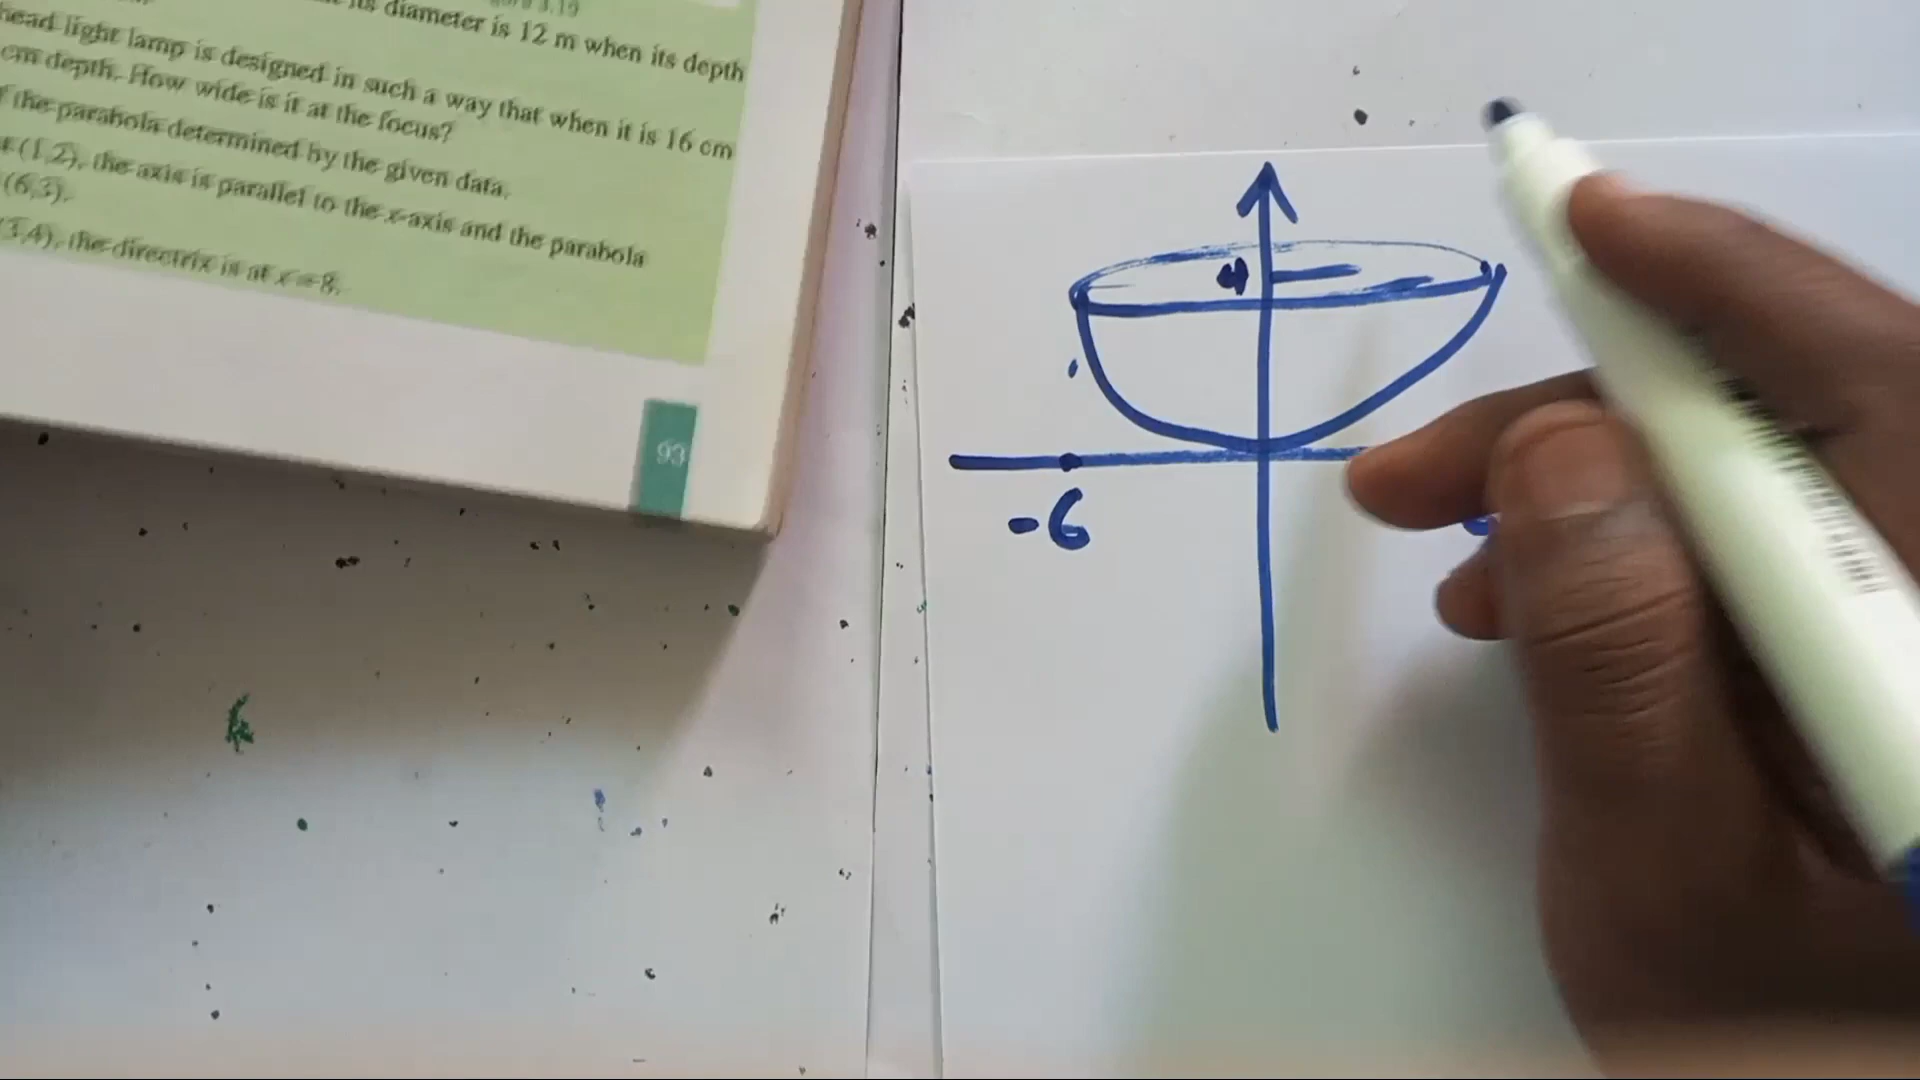 its diameter is 12 m when its depth
head light lamp is designed in such a way that when it is 16 cm
cm depth. How wide is it at the focus?
f the parabola determined by the given data.
(1,2), the axis is parallel to the x-axis and the parabola
(6,3).
(3,4), the directrix is at x = 8.
93
4
-6